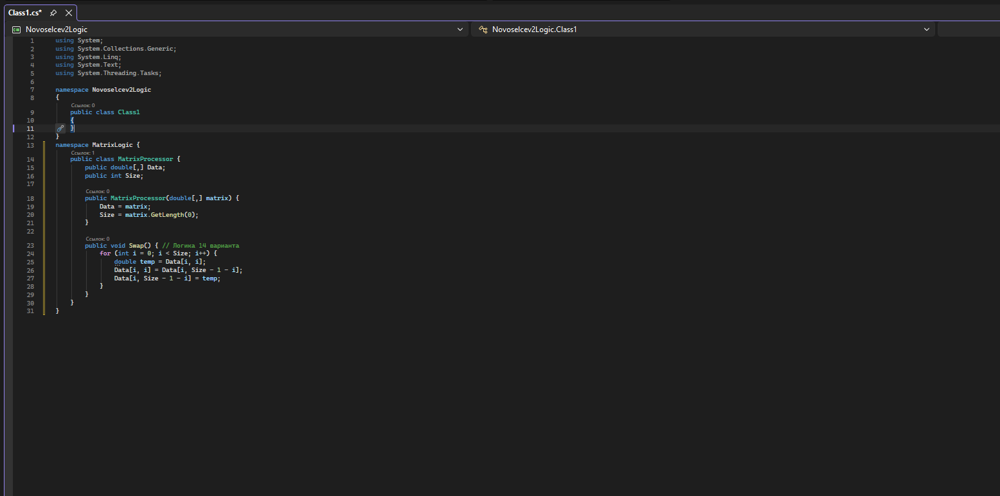 Class1.cs*
Novoselcev2Logic
Novoselcev2Logic.Class1
1 using System;
2 using System.Collections.Generic;
3 using System.Linq;
4 using System.Text;
5 using System.Threading.Tasks;
6
7 namespace Novoselcev2Logic
8 {
Ссылок: 0
9 public class Class1
10 {
11 }
12 }
13 namespace MatrixLogic {
Ссылок: 1
14 public class MatrixProcessor {
15 public double[,] Data;
16 public int Size;
17
Ссылок: 0
18 public MatrixProcessor(double[,] matrix) {
19 Data = matrix;
20 Size = matrix.GetLength(0);
21 }
22
Ссылок: 0
23 public void Swap() { // Логика 14 варианта
24 for (int i = 0; i < Size; i++) {
25 double temp = Data[i, i];
26 Data[i, i] = Data[i, Size - 1 - i];
27 Data[i, Size - 1 - i] = temp;
28 }
29 }
30 }
31 }